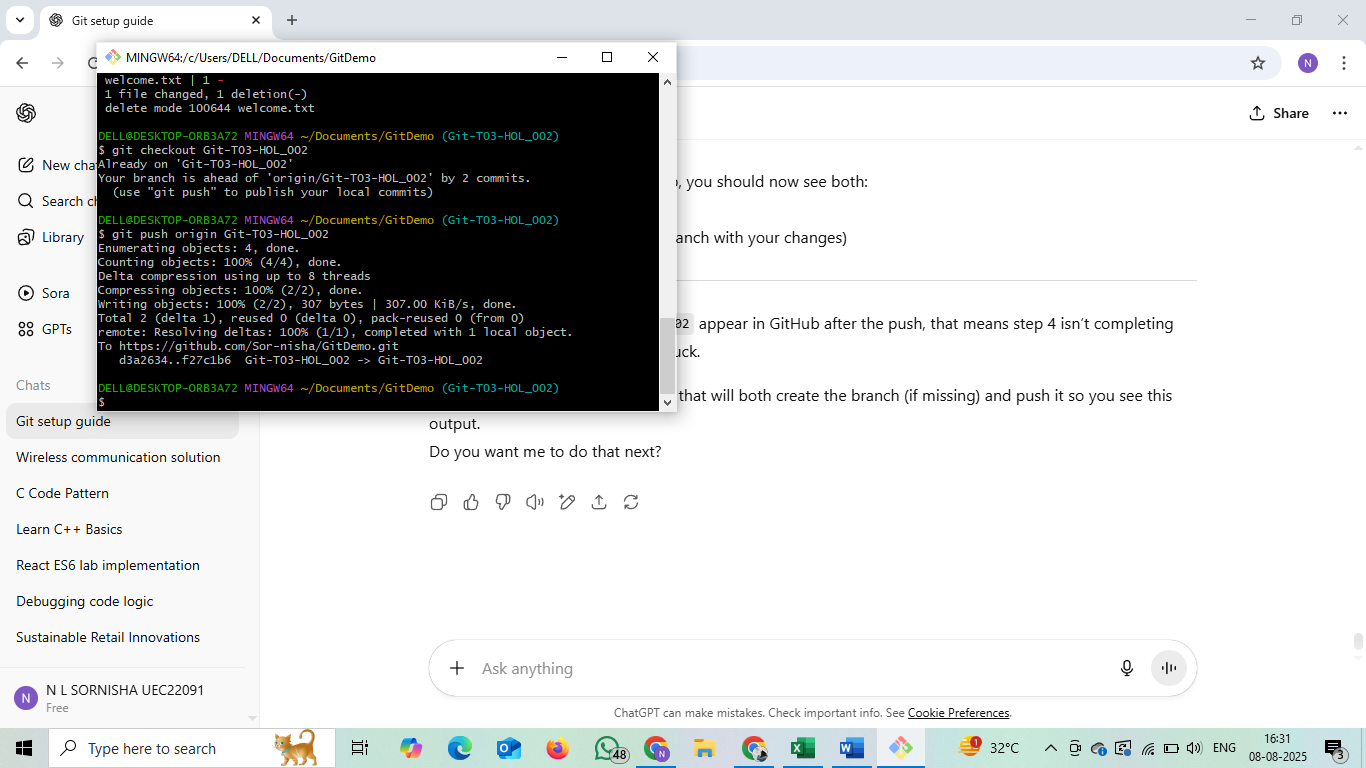 Git setup guide
MINGW64:/c/Users/DELL/Documents/GitDemo
N
welcome.txt | 1 -
1 file changed, 1 deletion(-)
delete mode 100644 welcome.txt
DELL@DESKTOP-ORB3A72 MINGW64 ~/Documents/GitDemo (Git-T03-HOL_002)
$ git checkout Git-T03-HOL_002
Already on 'Git-T03-HOL_002'
Your branch is ahead of 'origin/Git-T03-HOL_002' by 2 commits.
(use "git push" to publish your local commits)
DELL@DESKTOP-ORB3A72 MINGW64 ~/Documents/GitDemo (Git-T03-HOL_002)
$ git push origin Git-T03-HOL_002
Enumerating objects: 4, done.
Counting objects: 100% (4/4), done.
Delta compression using up to 8 threads
Compressing objects: 100% (2/2), done.
Writing objects: 100% (2/2), 307 bytes | 307.00 KiB/s, done.
Total 2 (delta 1), reused 0 (delta 0), pack-reused 0 (from 0)
remote: Resolving deltas: 100% (1/1), completed with 1 local object.
To https://github.com/Sor-nisha/GitDemo.git
d3a2634..f27c1b6 Git-T03-HOL_002 -> Git-T03-HOL_002
DELL@DESKTOP-ORB3A72 MINGW64 ~/Documents/GitDemo (Git-T03-HOL_002)
$
New chat
Search ch
Library
Sora
GPTs
Chats
Git setup guide
Wireless communication solution
C Code Pattern
Learn C++ Basics
React ES6 lab implementation
Debugging code logic
Sustainable Retail Innovations
N
N L SORNISHA UEC22091
Free
Share
, you should now see both:
anch with your changes)
02 appear in GitHub after the push, that means step 4 isn't completing
uck.
that will both create the branch (if missing) and push it so you see this
output.
Do you want me to do that next?
Ask anything
ChatGPT can make mistakes. Check important info. See Cookie Preferences.
Type here to search
48
N
1
32°C
ENG
16:31
08-08-2025
3